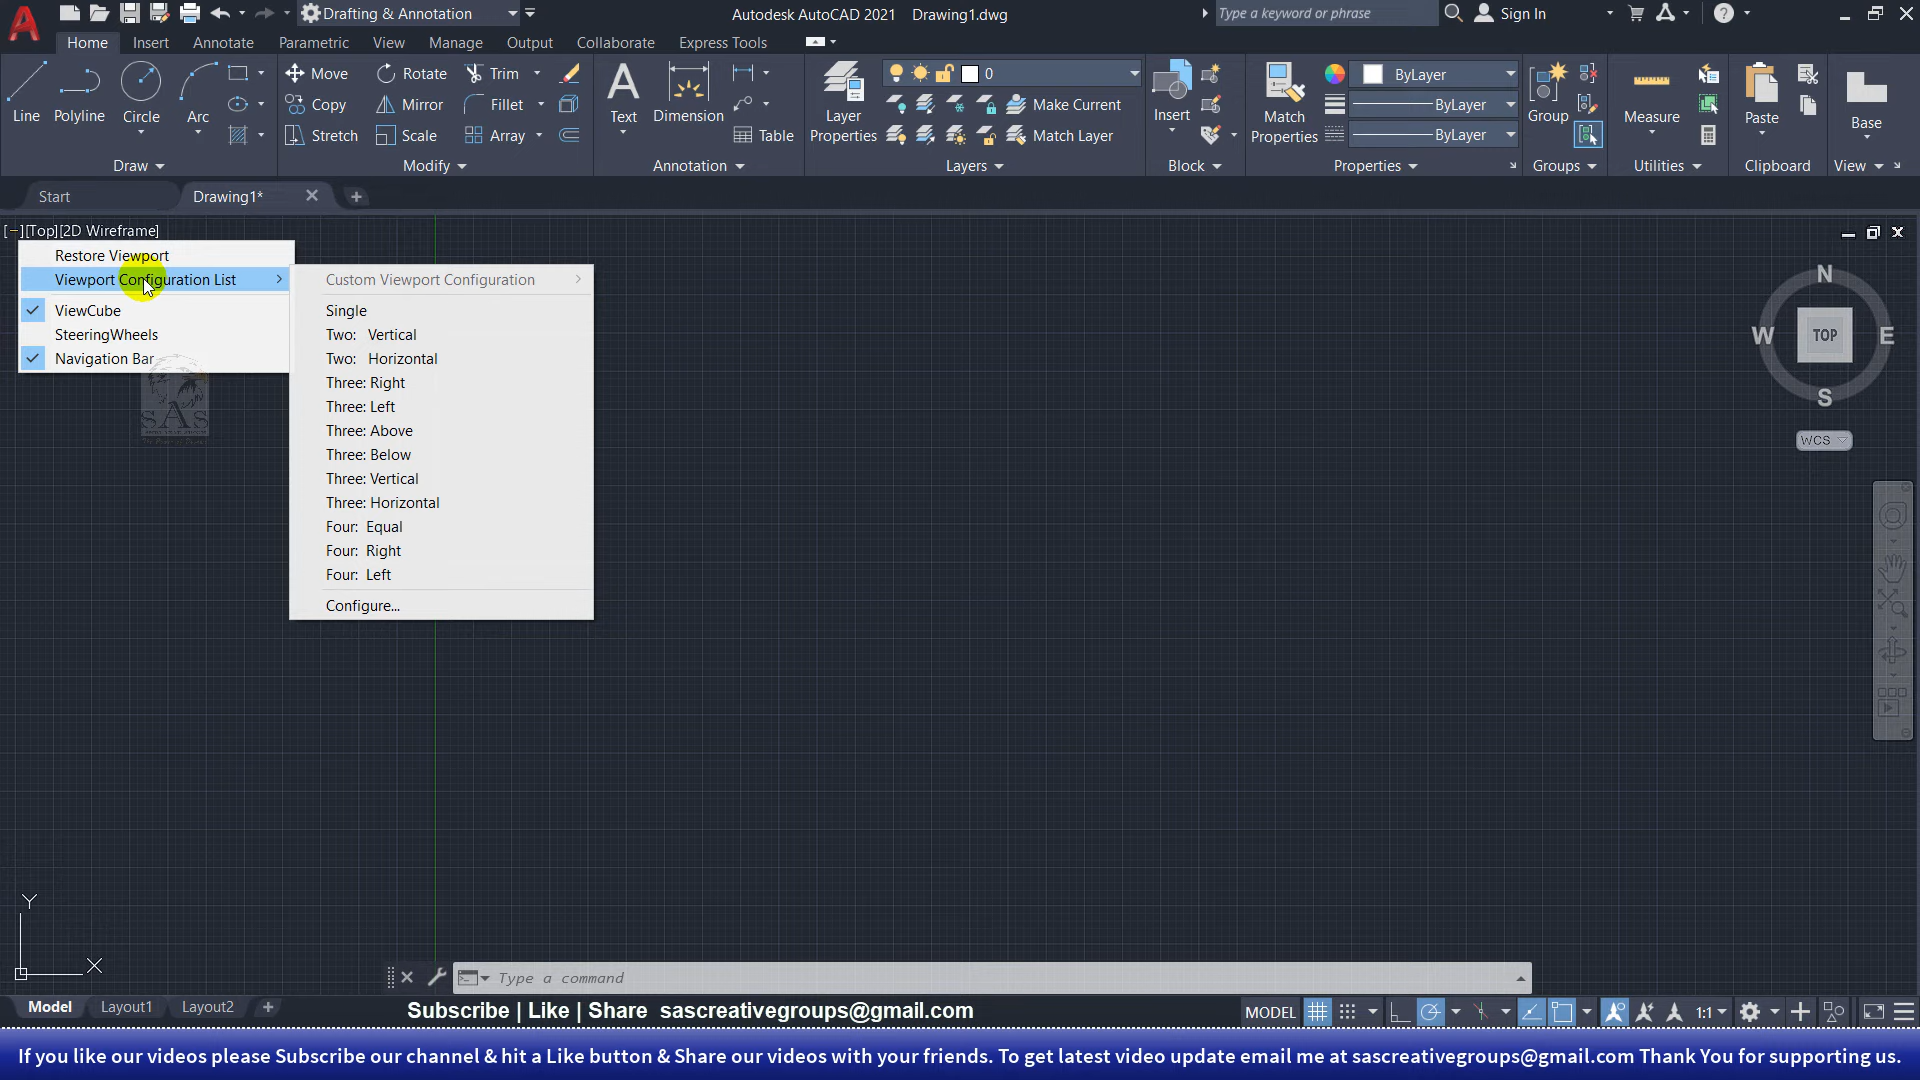 Drafting & Annotation
Autodesk AutoCAD 2021 Drawing1.dwg
Type a keyword or phrase
Sign In
Home Insert Annotate Parametric View Manage Output Collaborate Express Tools
Line Polyline Circle Arc
Move Rotate Trim
Copy Mirror Fillet
Stretch Scale Array
Text Dimension Table
Layer Properties
0
Make Current
Match Layer
Insert
Match Properties
ByLayer
ByLayer
ByLayer
Group
Measure
Paste
Base
Draw Modify Annotation Layers Block Properties Groups Utilities Clipboard View
Start Drawing1*
[−][Top][2D Wireframe]
Restore Viewport
Viewport Configuration List
ViewCube
SteeringWheels
Navigation Bar
Custom Viewport Configuration
Single
Two: Vertical
Two: Horizontal
Three: Right
Three: Left
Three: Above
Three: Below
Three: Vertical
Three: Horizontal
Four: Equal
Four: Right
Four: Left
Configure...
SAS
N
W TOP E
S
WCS
Y
X
Type a command
Model Layout1 Layout2
Subscribe | Like | Share sascreativegroups@gmail.com
MODEL
1:1
If you like our videos please Subscribe our channel & hit a Like button & Share our videos with your friends. To get latest video update email me at sascreativegroups@gmail.com Thank You for supporting us.